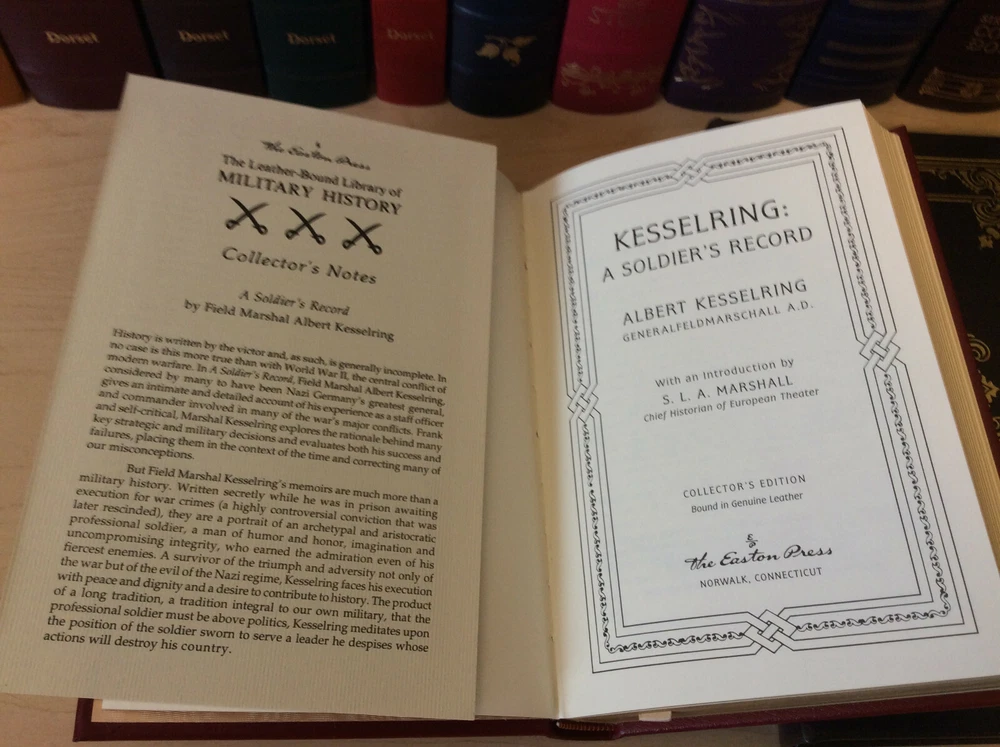 Dorset
Dorset
Dorset
Dorset
The Easton Press
The Leather-Bound Library of
MILITARY HISTORY
Collector's Notes
A Soldier's Record
by Field Marshal Albert Kesselring
History is written by the victor and, as such, is generally incomplete. In
no case is this more true than with World War II, the central conflict of
modern warfare. In A Soldier's Record, Field Marshal Albert Kesselring,
considered by many to have been Nazi Germany's greatest general,
gives an intimate and detailed account of his experience as a staff officer
and commander involved in many of the war's major conflicts. Frank
and self-critical, Marshal Kesselring explores the rationale behind many
key strategic and military decisions and evaluates both his success and
failures, placing them in the context of the time and correcting many of
our misconceptions.
But Field Marshal Kesselring's memoirs are much more than a
military history. Written secretly while he was in prison awaiting
execution for war crimes (a highly controversial conviction that was
later rescinded), they are a portrait of an archetypal and aristocratic
professional soldier, a man of humor and honor, imagination and
uncompromising integrity, who earned the admiration even of his
fiercest enemies. A survivor of the triumph and adversity not only of
the war but of the evil of the Nazi regime, Kesselring faces his execution
with peace and dignity and a desire to contribute to history. The product
of a long tradition, a tradition integral to our own military, that the
professional soldier must be above politics, Kesselring meditates upon
the position of the soldier sworn to serve a leader he despises whose
actions will destroy his country.
KESSELRING:
A SOLDIER'S RECORD
ALBERT KESSELRING
GENERALFELDMARSCHALL A.D.
With an Introduction by
S. L. A. MARSHALL
Chief Historian of European Theater
COLLECTOR'S EDITION
Bound in Genuine Leather
The Easton Press
NORWALK, CONNECTICUT